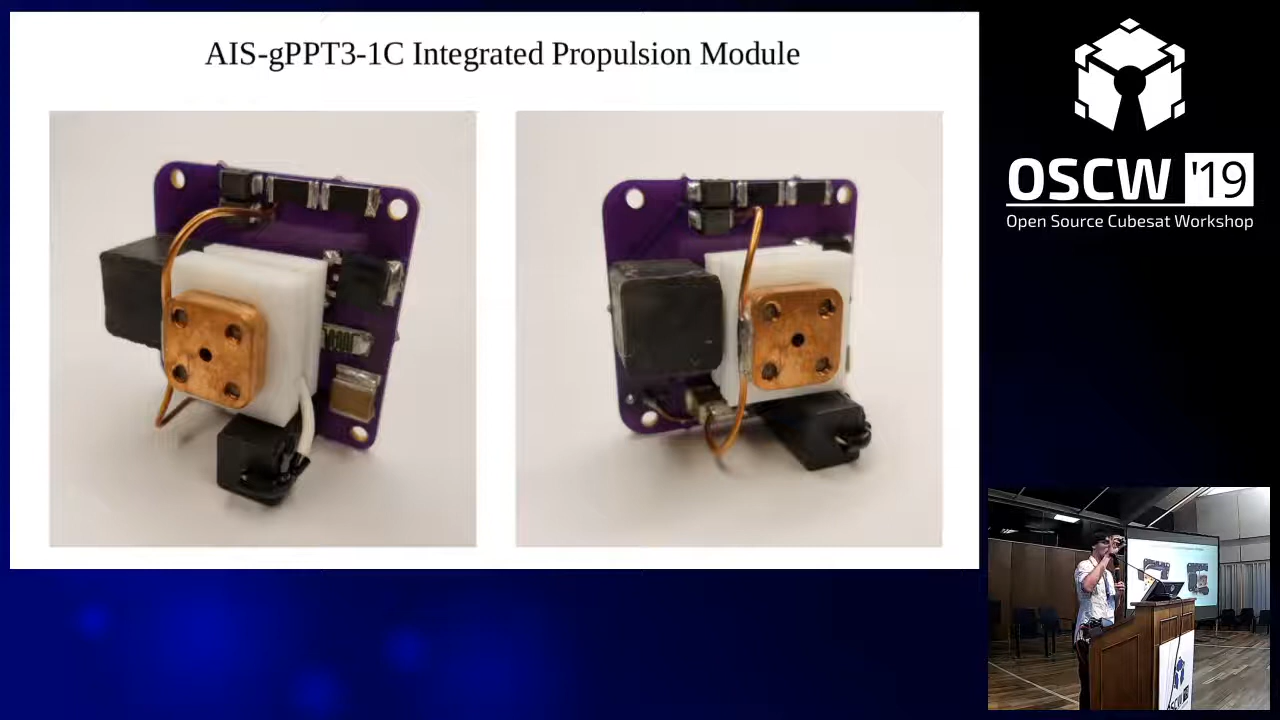 AIS-gPPT3-1C Integrated Propulsion Module
OSCW '19
Open Source Cubesat Workshop